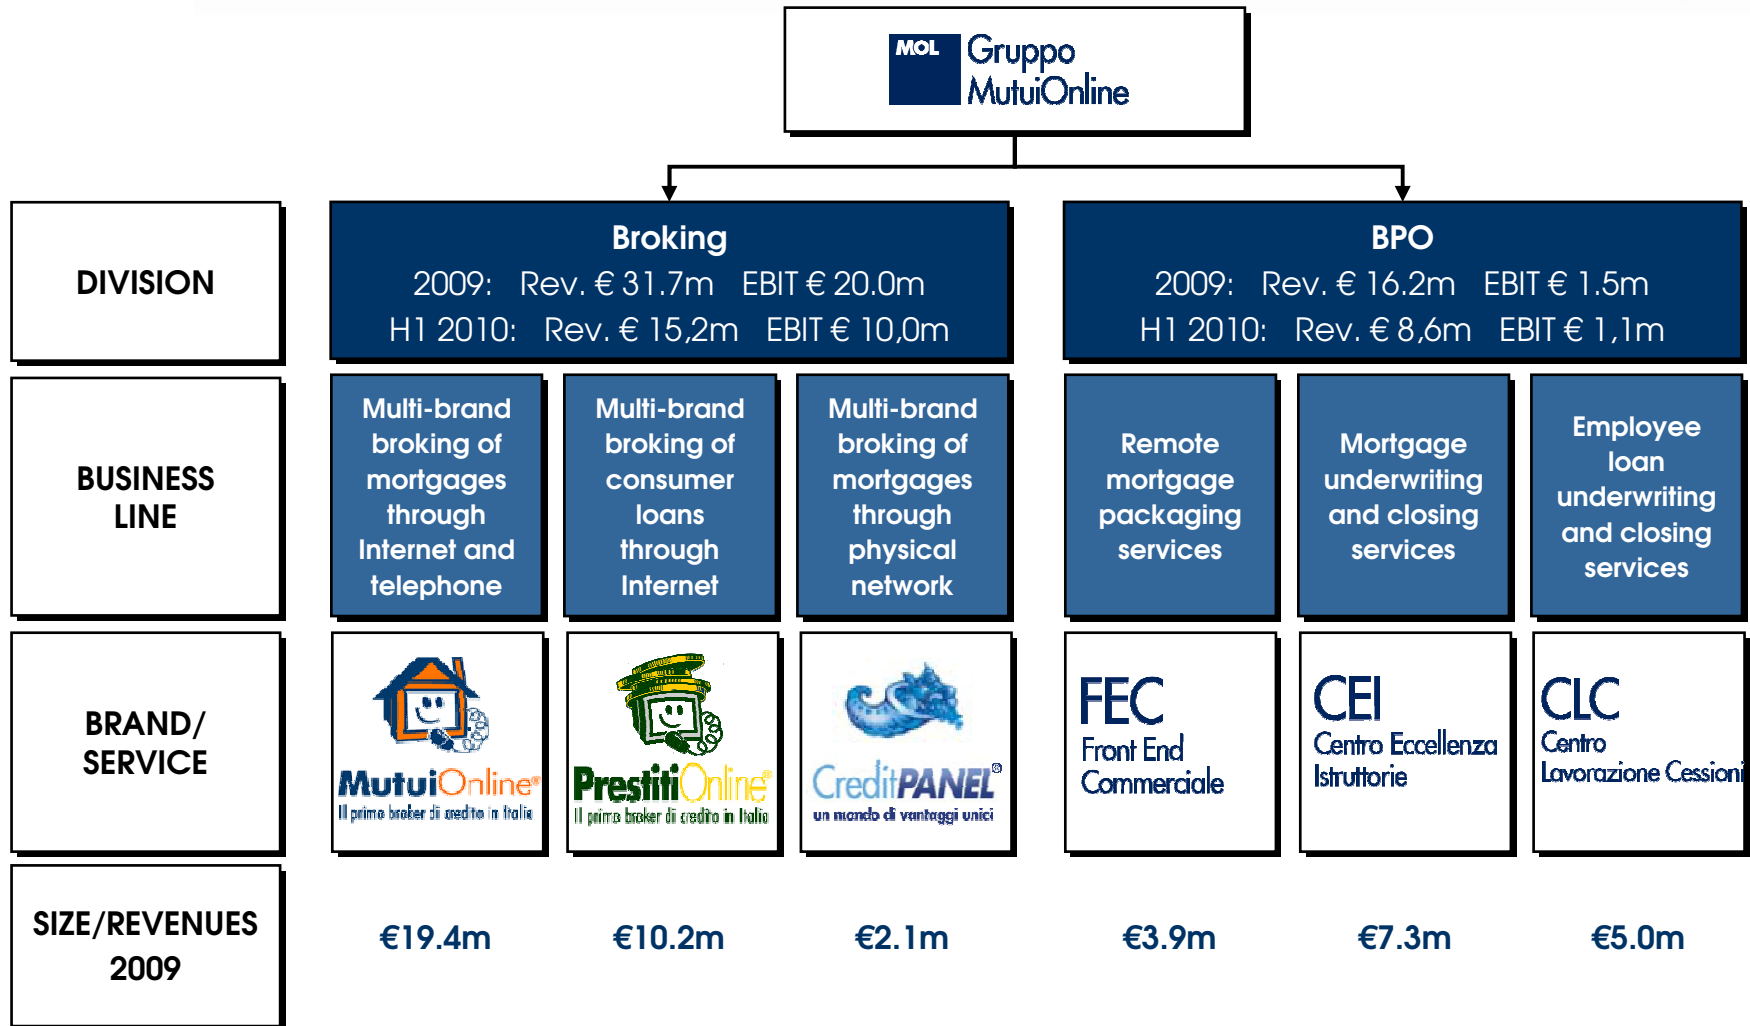 MOL Gruppo
MutuiOnline
DIVISION
Broking
2009: Rev. € 31.7m EBIT € 20.0m
H1 2010: Rev. € 15,2m EBIT € 10,0m
BPO
2009: Rev. € 16.2m EBIT € 1.5m
H1 2010: Rev. € 8,6m EBIT € 1,1m
BUSINESS
LINE
Multi-brand
broking of
mortgages
through
Internet and
telephone
Multi-brand
broking of
consumer
loans
through
Internet
Multi-brand
broking of
mortgages
through
physical
network
Remote
mortgage
packaging
services
Mortgage
underwriting
and closing
services
Employee
loan
underwriting
and closing
services
BRAND/
SERVICE
MutuiOnline®
Il primo broker di credito in Italia
PrestitiOnline®
Il primo broker di credito in Italia
CreditPANEL®
un mondo di vantaggi unici
FEC
Front End
Commerciale
CEI
Centro Eccellenza
Istruttorie
CLC
Centro
Lavorazione Cessioni
SIZE/REVENUES
2009
€19.4m
€10.2m
€2.1m
€3.9m
€7.3m
€5.0m